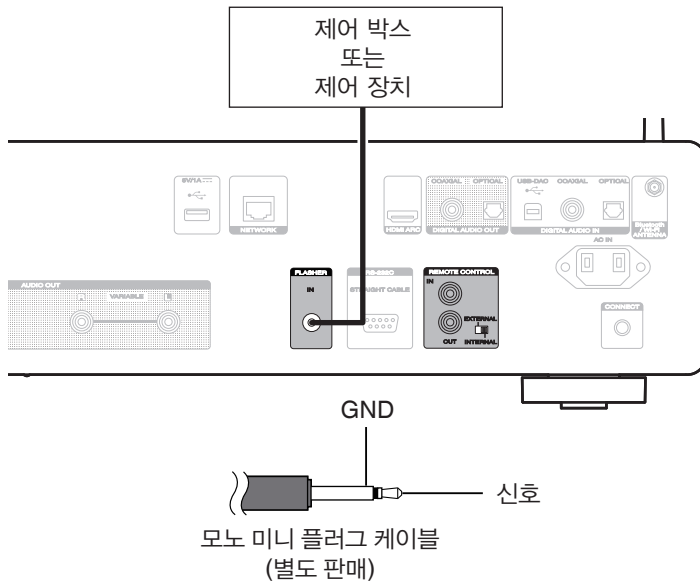 제어 박스
또는
제어 장치
5V/1A
NETWORK
HDMI ARC
COAXIAL OPTICAL
DIGITAL AUDIO OUT
USB-DAC COAXIAL OPTICAL
DIGITAL AUDIO IN
ANTENNA
AC IN
AUDIO OUT
VARIABLE
FLASHER
IN
RS-232C
STRAIGHT CABLE
REMOTE CONTROL
IN
EXTERNAL
OUT INTERNAL
CONNECT
GND
신호
모노 미니 플러그 케이블
(별도 판매)